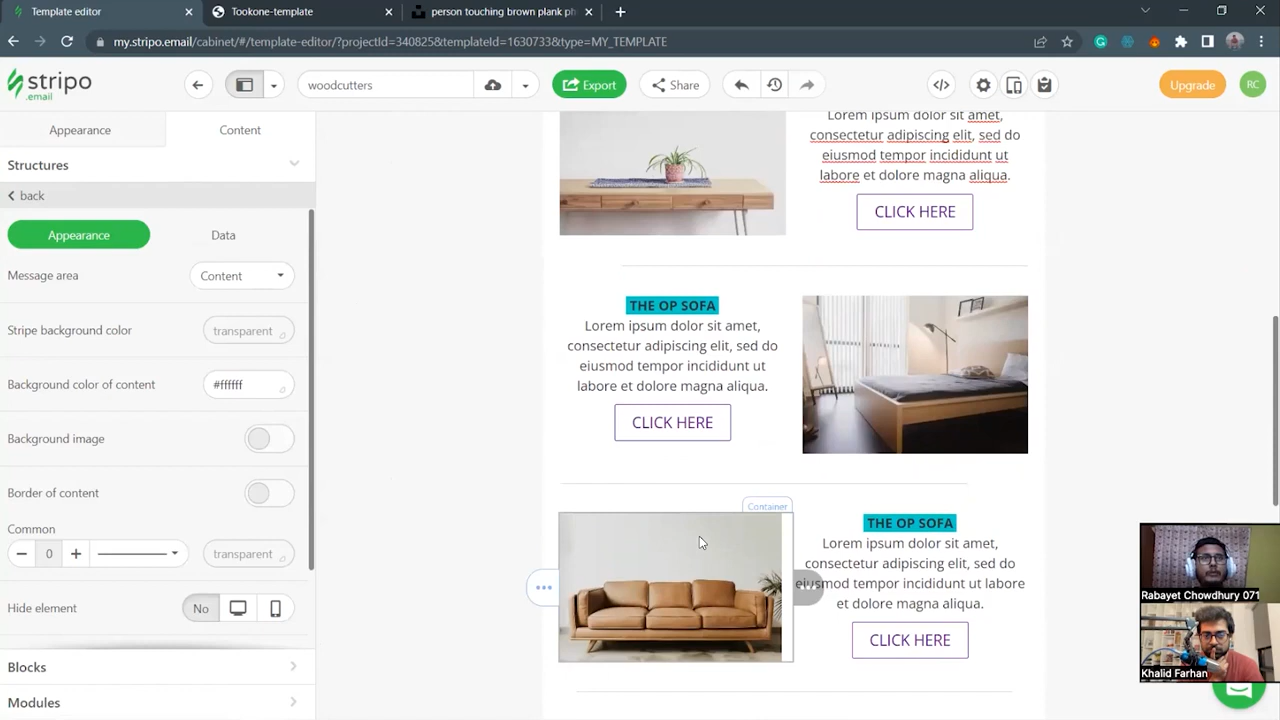 Template editor
Tookone-template
person touching brown plank ph
my.stripo.email/cabinet/#/template-editor/?projectId=340825&templateId=1630733&type=MY_TEMPLATE
stripo
.email
woodcutters
Export
Share
Upgrade
RC
Appearance
Content
Structures
back
Appearance
Data
Message area
Content
Stripe background color
transparent
Background color of content
#ffffff
Background image
Border of content
Common
0
transparent
Hide element
No
Blocks
Modules
Lorem ipsum dolor sit amet,
consectetur adipiscing elit, sed do
eiusmod tempor incididunt ut
labore et dolore magna aliqua.
CLICK HERE
THE OP SOFA
Lorem ipsum dolor sit amet,
consectetur adipiscing elit, sed do
eiusmod tempor incididunt ut
labore et dolore magna aliqua.
CLICK HERE
Container
THE OP SOFA
Lorem ipsum dolor sit amet,
consectetur adipiscing elit, sed do
eiusmod tempor incididunt ut
labore et dolore magna aliqua.
CLICK HERE
Rabayet Chowdhury 071
Khalid Farhan